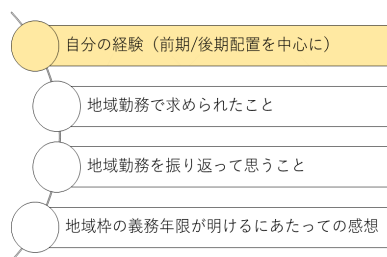 自分の経験（前期/後期配置を中心に）
地域勤務で求められたこと
地域勤務を振り返って思うこと
地域枠の義務年限が明けるにあたっての感想